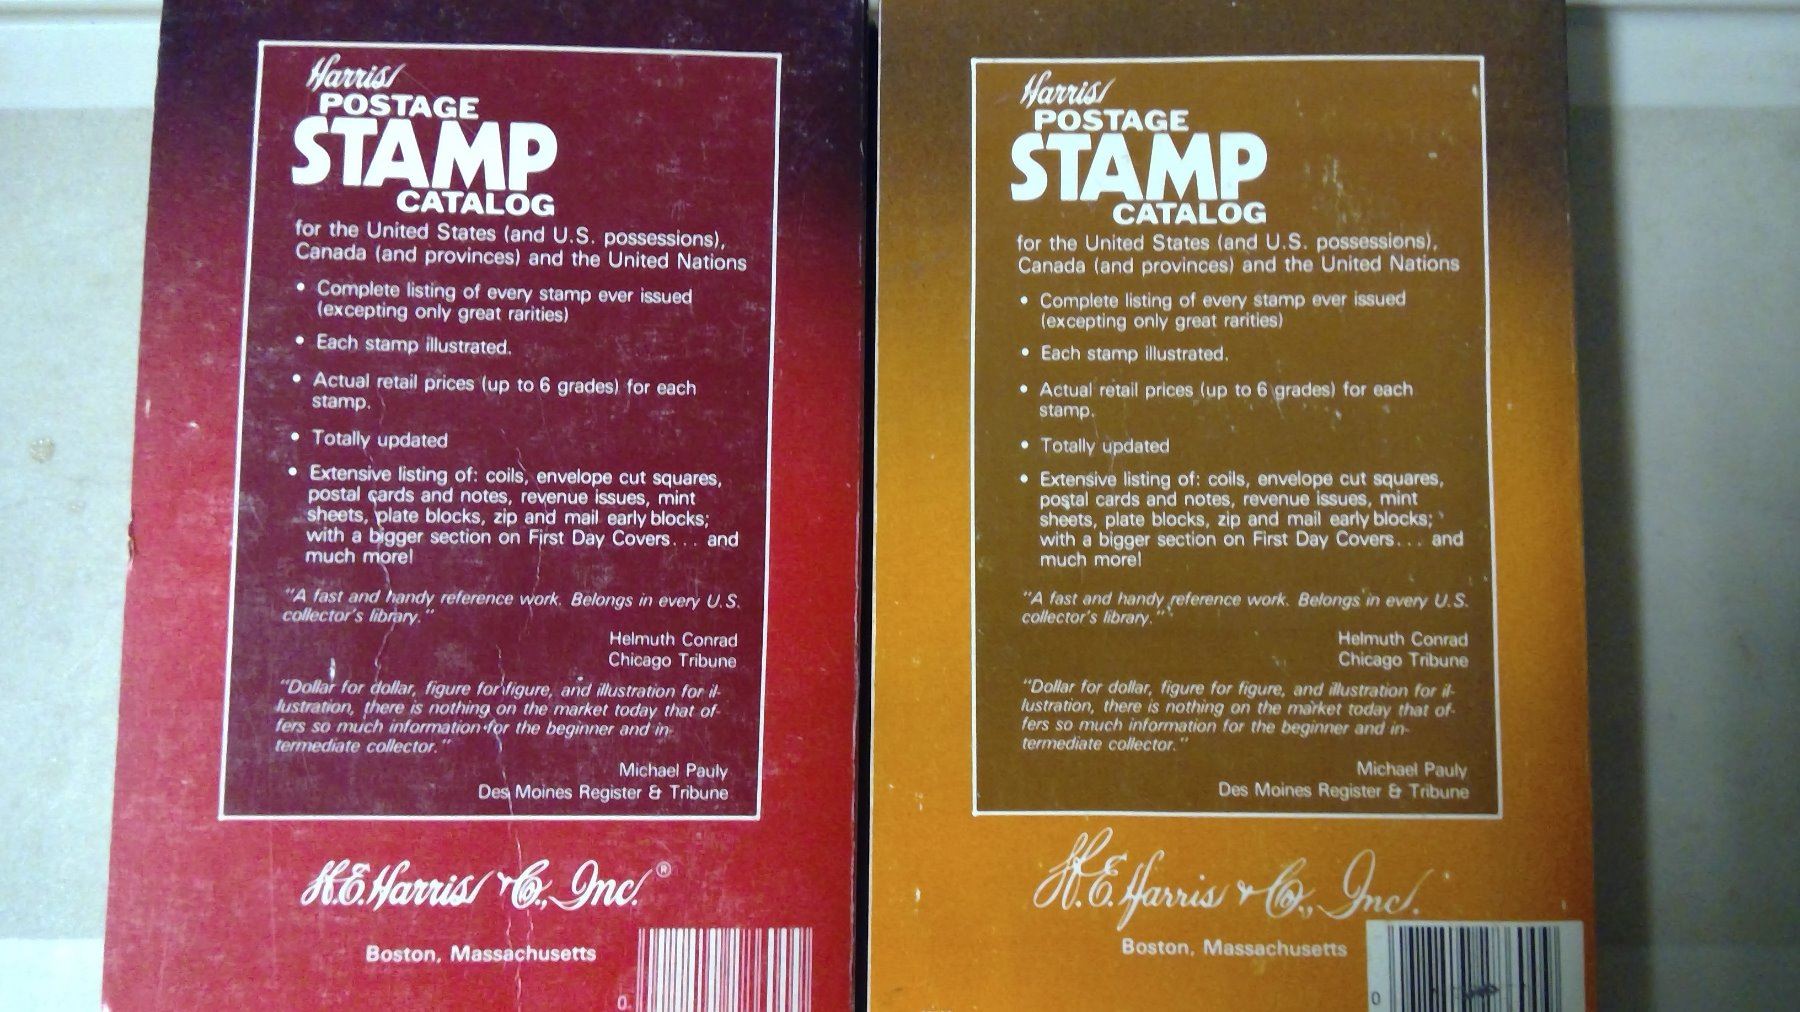 Harris
POSTAGE
STAMP
CATALOG
for the United States (and U.S. possessions),
Canada (and provinces) and the United Nations
• Complete listing of every stamp ever issued
(excepting only great rarities)
• Each stamp illustrated.
• Actual retail prices (up to 6 grades) for each
stamp.
• Totally updated
• Extensive listing of: coils, envelope cut squares,
postal cards and notes, revenue issues, mint
sheets, plate blocks, zip and mail early blocks;
with a bigger section on First Day Covers... and
much more!
"A fast and handy reference work. Belongs in every U.S.
collector's library."
Helmuth Conrad
Chicago Tribune
"Dollar for dollar, figure for figure, and illustration for il-
lustration, there is nothing on the market today that of-
fers so much information for the beginner and in-
termediate collector."
Michael Pauly
Des Moines Register & Tribune
H.E. Harris & Co., Inc.®
Boston, Massachusetts
0
Harris
POSTAGE
STAMP
CATALOG
for the United States (and U.S. possessions),
Canada (and provinces) and the United Nations
• Complete listing of every stamp ever issued
(excepting only great rarities)
• Each stamp illustrated.
• Actual retail prices (up to 6 grades) for each
stamp.
• Totally updated
• Extensive listing of: coils, envelope cut squares,
postal cards and notes, revenue issues, mint
sheets, plate blocks, zip and mail early blocks;
with a bigger section on First Day Covers... and
much more!
"A fast and handy reference work. Belongs in every U.S.
collector's library."
Helmuth Conrad
Chicago Tribune
"Dollar for dollar, figure for figure, and illustration for il-
lustration, there is nothing on the market today that of-
fers so much information for the beginner and in-
termediate collector."
Michael Pauly
Des Moines Register & Tribune
H.E. Harris & Co., Inc.
Boston, Massachusetts
0